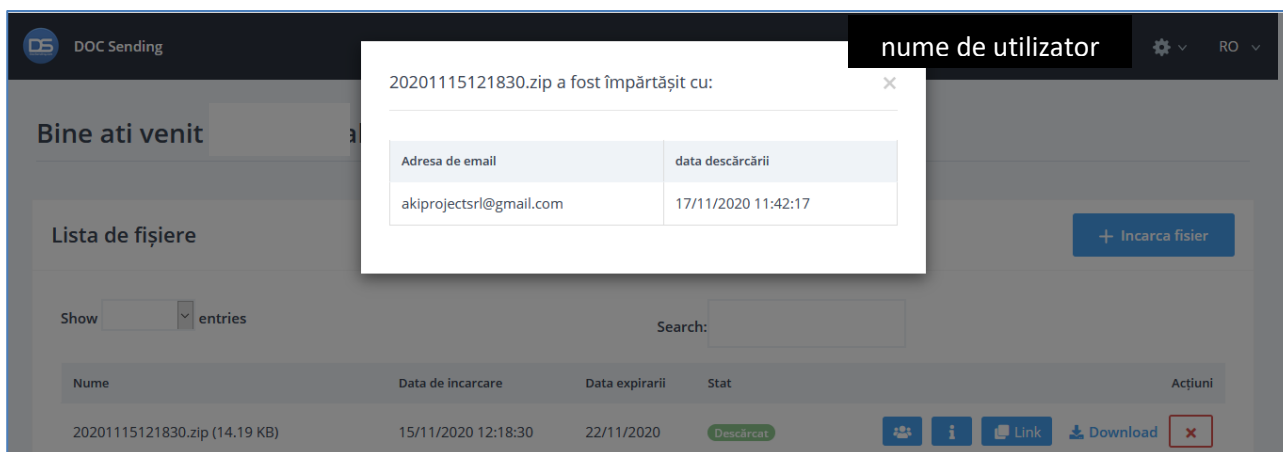 DS DOC Sending
nume de utilizator
RO
20201115121830.zip a fost împărtășit cu:
Bine ati venit
Adresa de email data descărcării
akiprojectsrl@gmail.com 17/11/2020 11:42:17
Lista de fișiere
+ Incarca fisier
Show entries
Search:
Nume Data de incarcare Data expirarii Stat Acțiuni
20201115121830.zip (14.19 KB) 15/11/2020 12:18:30 22/11/2020 Descărcat i Link Download